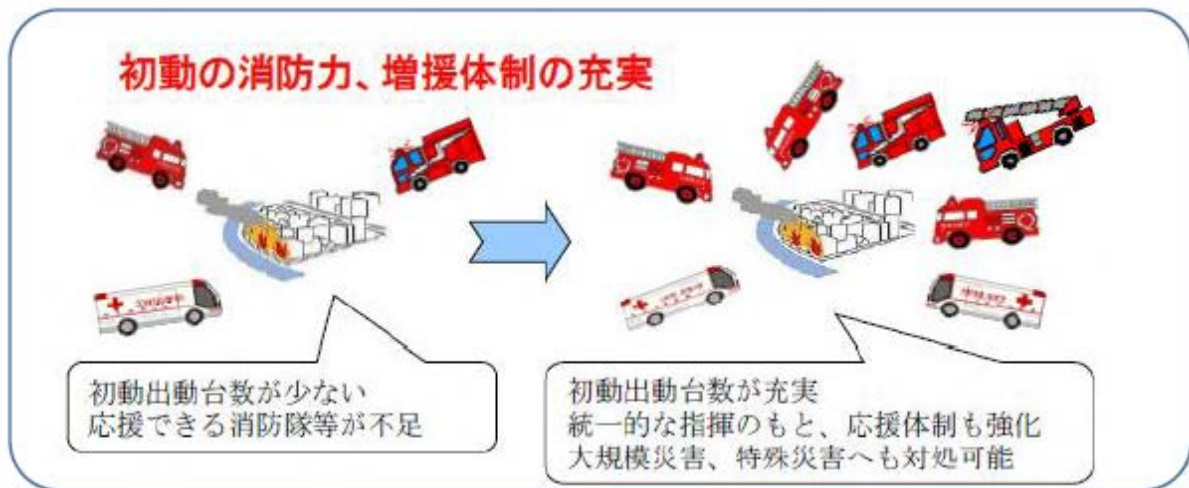 初動の消防力、増援体制の充実
初動出動台数が少ない
応援できる消防隊等が不足
初動出動台数が充実
統一的な指揮のもと、応援体制も強化
大規模災害、特殊災害へも対処可能